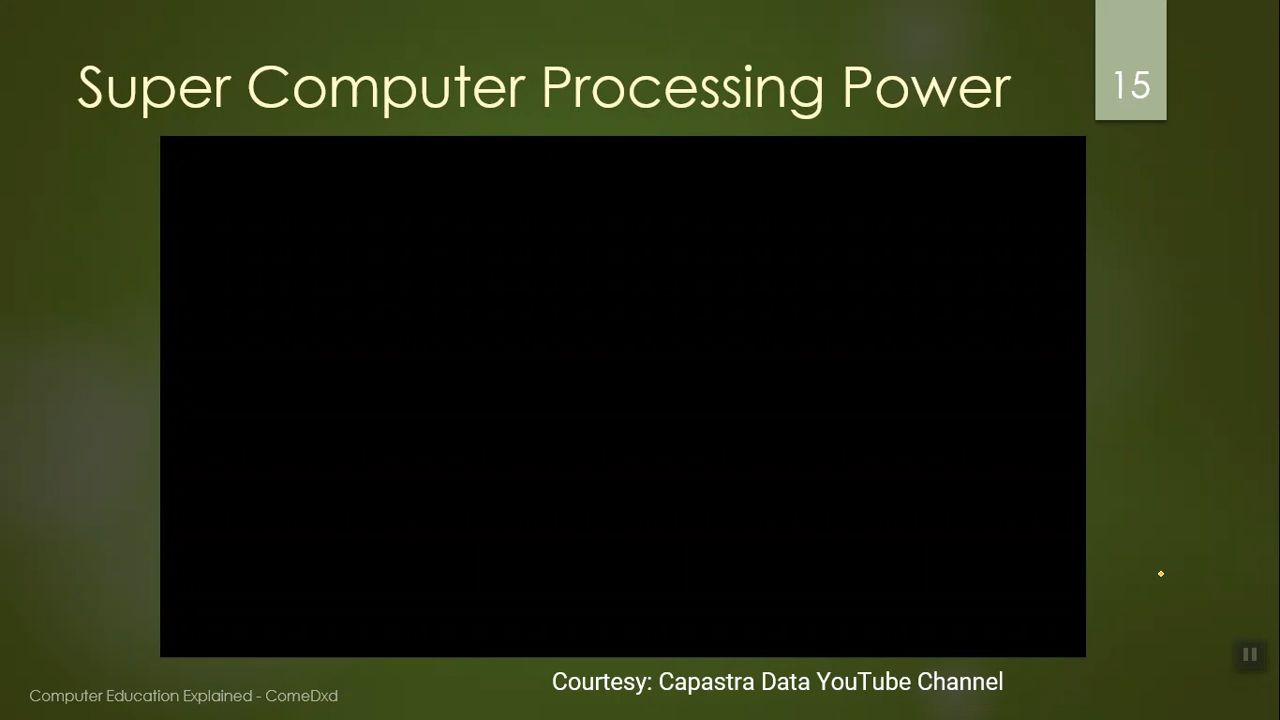 Super Computer Processing Power
15
Courtesy: Capastra Data YouTube Channel
Computer Education Explained - ComeDxd